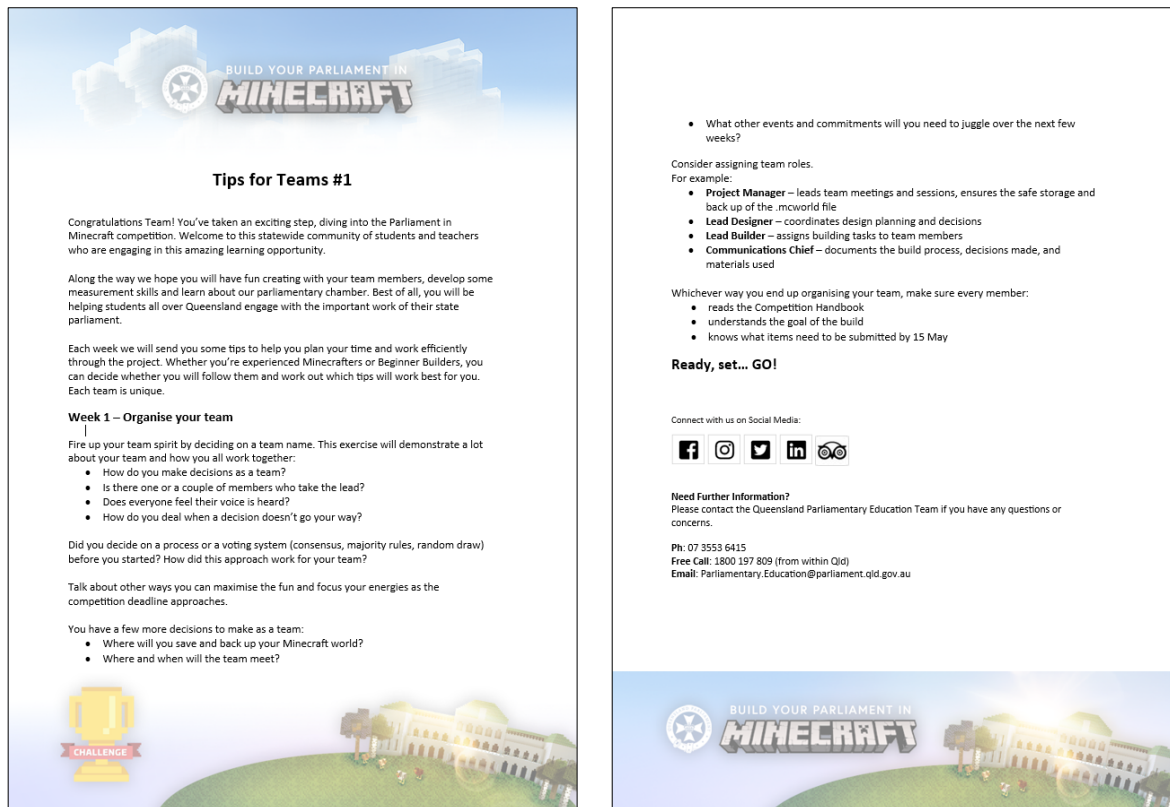 BUILD YOUR PARLIAMENT IN
MINECRAFT
Tips for Teams #1
Congratulations Team! You've taken an exciting step, diving into the Parliament in
Minecraft competition. Welcome to this statewide community of students and teachers
who are engaging in this amazing learning opportunity.
Along the way we hope you will have fun creating with your team members, develop some
measurement skills and learn about our parliamentary chamber. Best of all, you will be
helping students all over Queensland engage with the important work of their state
parliament.
Each week we will send you some tips to help you plan your time and work efficiently
through the project. Whether you're experienced Minecrafters or Beginner Builders, you
can decide whether you will follow them and work out which tips will work best for you.
Each team is unique.
Week 1 – Organise your team
Fire up your team spirit by deciding on a team name. This exercise will demonstrate a lot
about your team and how you all work together:
• How do you make decisions as a team?
• Is there one or a couple of members who take the lead?
• Does everyone feel their voice is heard?
• How do you deal when a decision doesn't go your way?
Did you decide on a process or a voting system (consensus, majority rules, random draw)
before you started? How did this approach work for your team?
Talk about other ways you can maximise the fun and focus your energies as the
competition deadline approaches.
You have a few more decisions to make as a team:
• Where will you save and back up your Minecraft world?
• Where and when will the team meet?
CHALLENGE
• What other events and commitments will you need to juggle over the next few
weeks?
Consider assigning team roles.
For example:
• Project Manager – leads team meetings and sessions, ensures the safe storage and
back up of the .mcworld file
• Lead Designer – coordinates design planning and decisions
• Lead Builder – assigns building tasks to team members
• Communications Chief – documents the build process, decisions made, and
materials used
Whichever way you end up organising your team, make sure every member:
• reads the Competition Handbook
• understands the goal of the build
• knows what items need to be submitted by 15 May
Ready, set... GO!
Connect with us on Social Media:
Need Further Information?
Please contact the Queensland Parliamentary Education Team if you have any questions or
concerns.
Ph: 07 3553 6415
Free Call: 1800 197 809 (from within Qld)
Email: Parliamentary.Education@parliament.qld.gov.au
BUILD YOUR PARLIAMENT IN
MINECRAFT